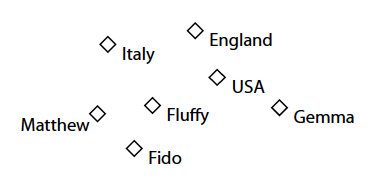 England
Italy
USA
Fluffy
Gemma
Matthew
Fido